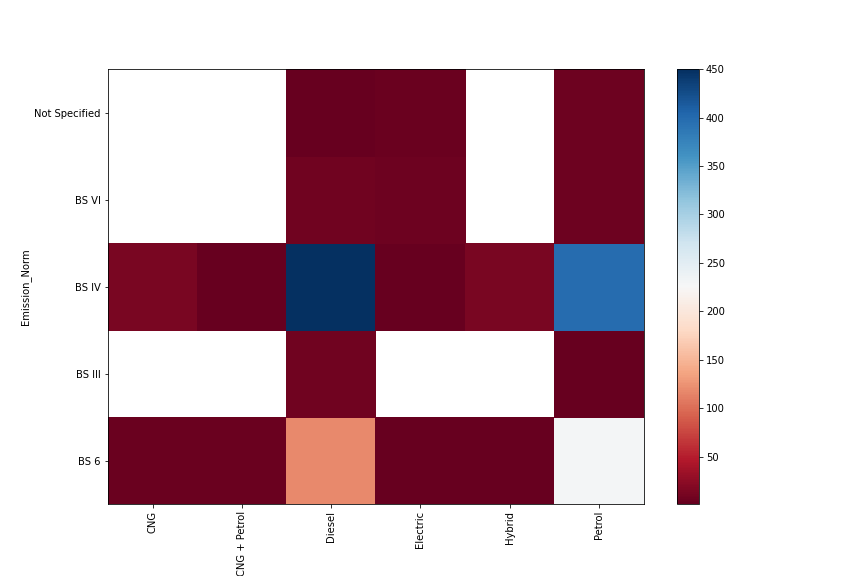 Emission_Norm
Not Specified
BS VI
BS IV
BS III
BS 6
CNG
CNG + Petrol
Diesel
Electric
Hybrid
Petrol
450
400
350
300
250
200
150
100
50